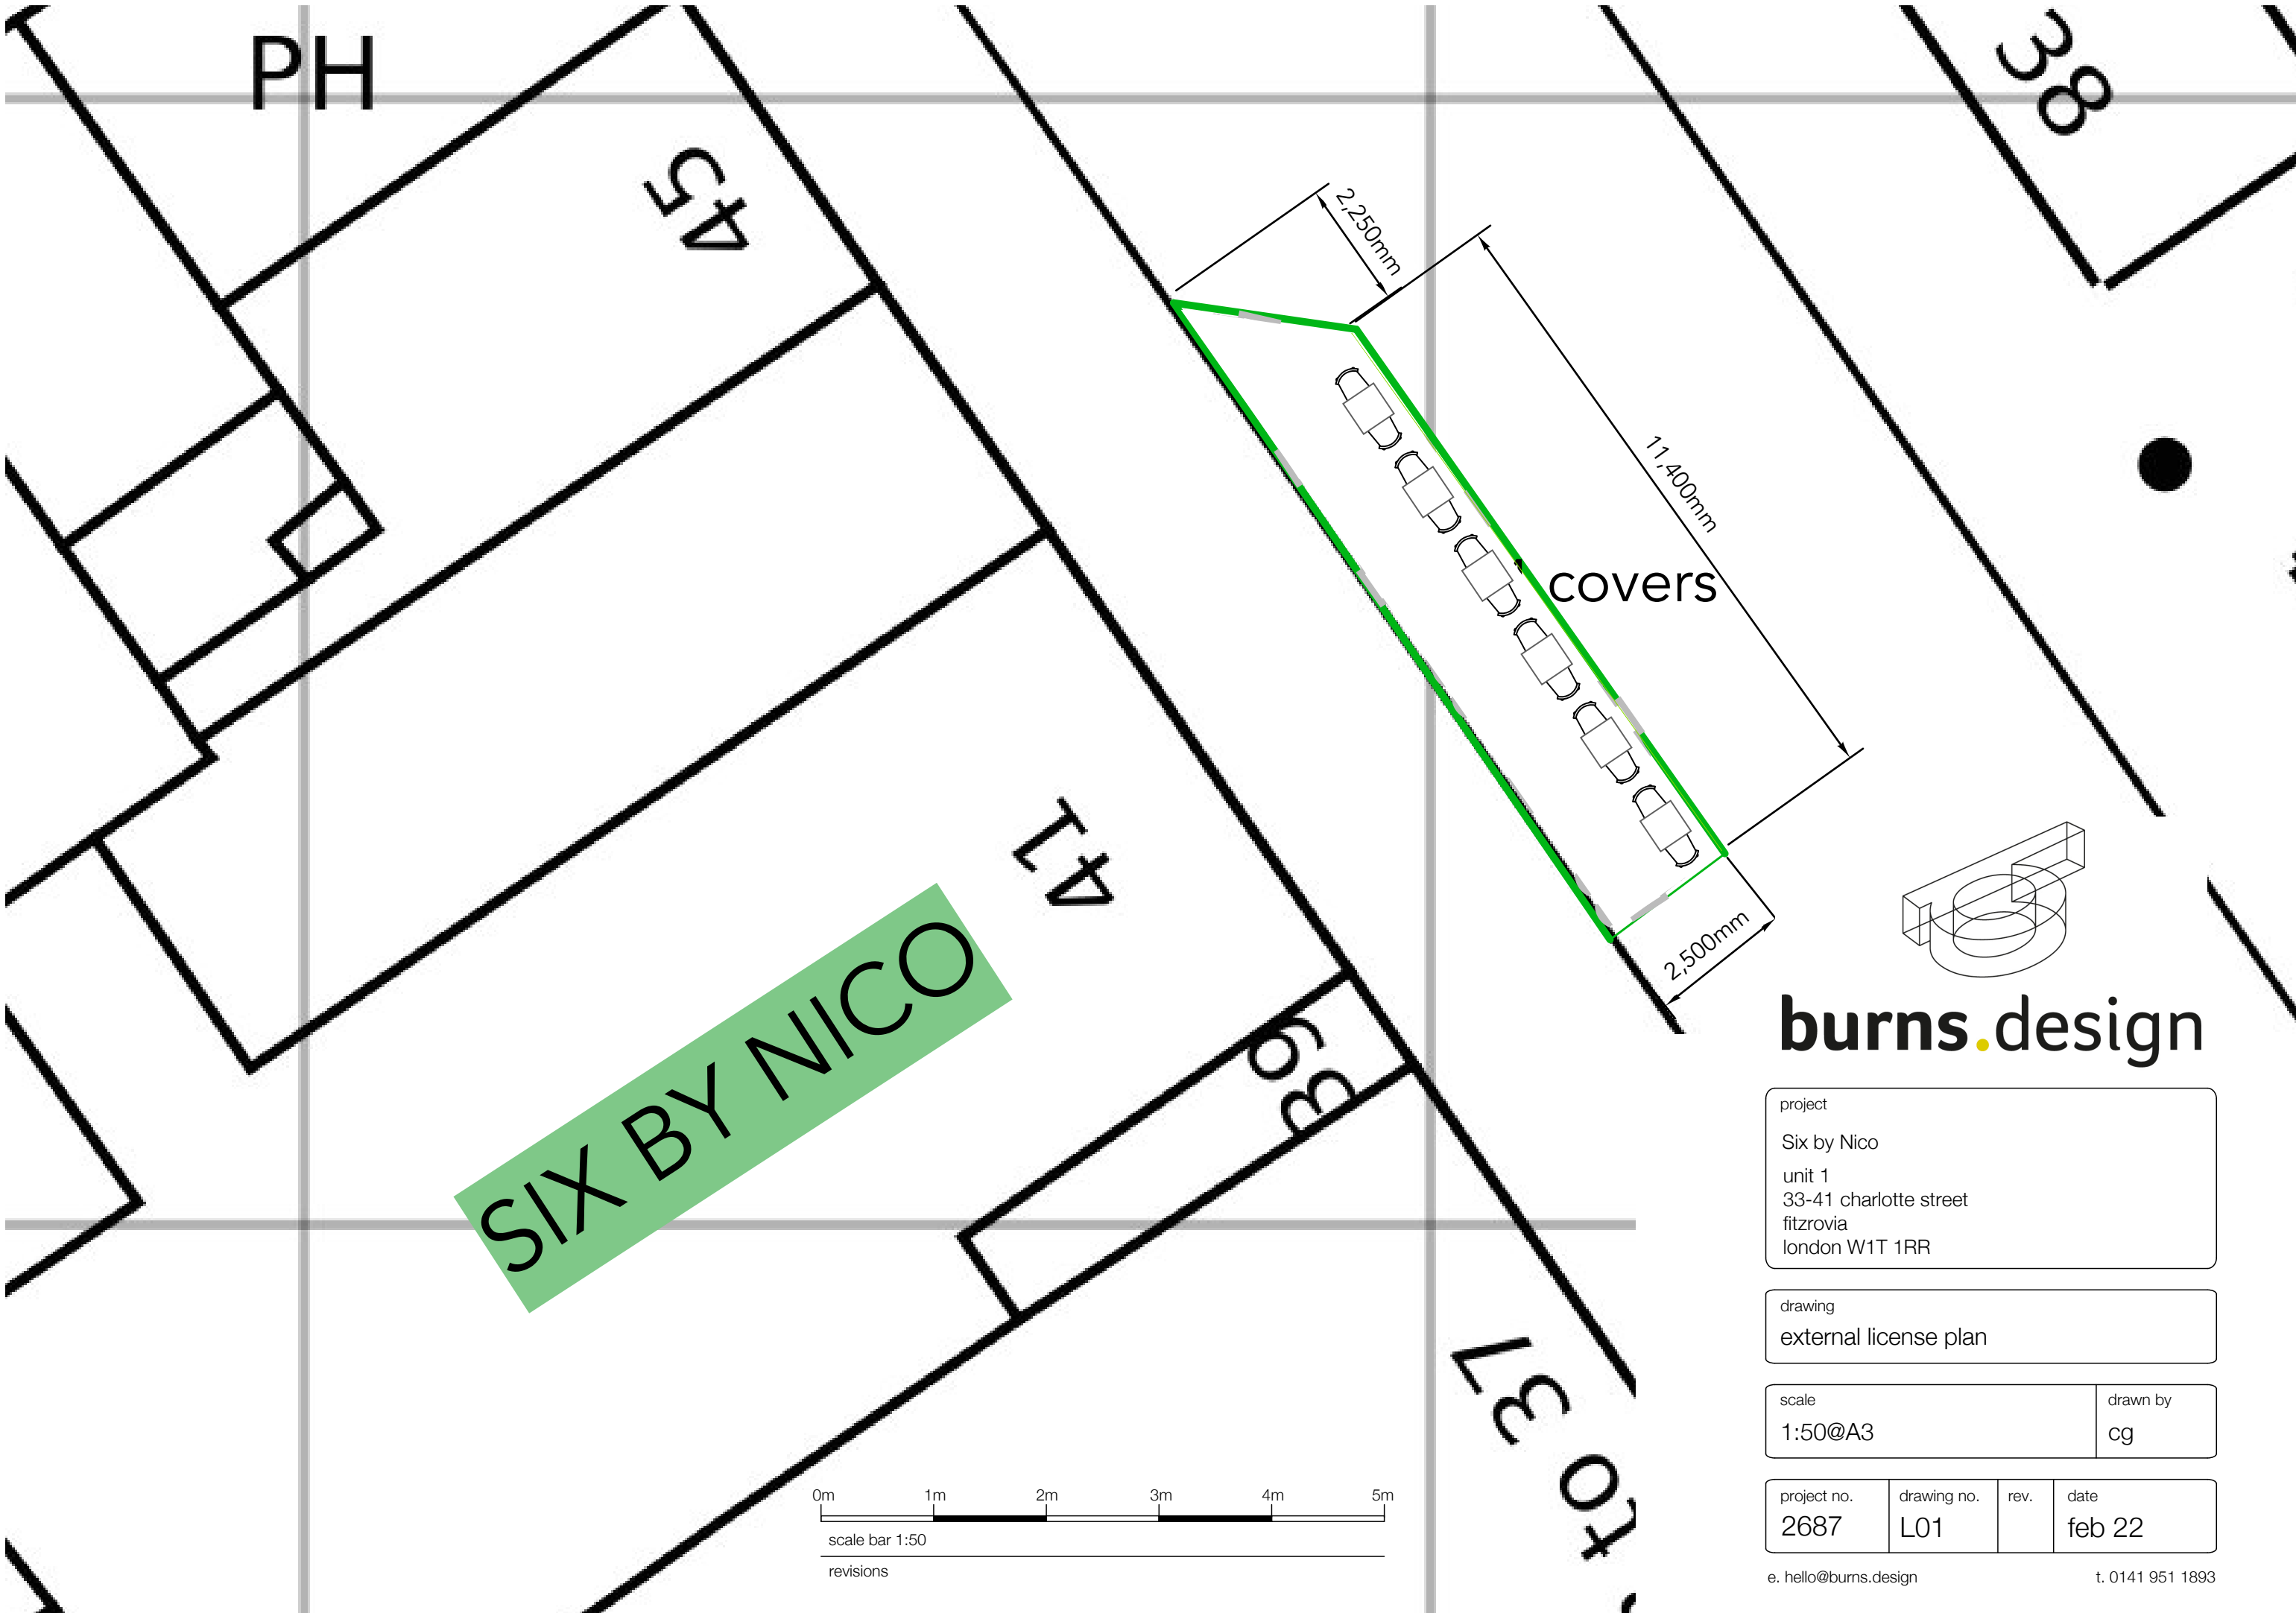 PH
45
38
2,250mm
11,400mm
covers
41
SIX BY NICO
39
2,500mm
37
to
burns.design
project
Six by Nico
unit 1
33-41 charlotte street
fitzrovia
london W1T 1RR
drawing
external license plan
scale
1:50@A3
drawn by
cg
project no.
2687
drawing no.
L01
rev.
date
feb 22
e. hello@burns.design
t. 0141 951 1893
0m 1m 2m 3m 4m 5m
scale bar 1:50
revisions